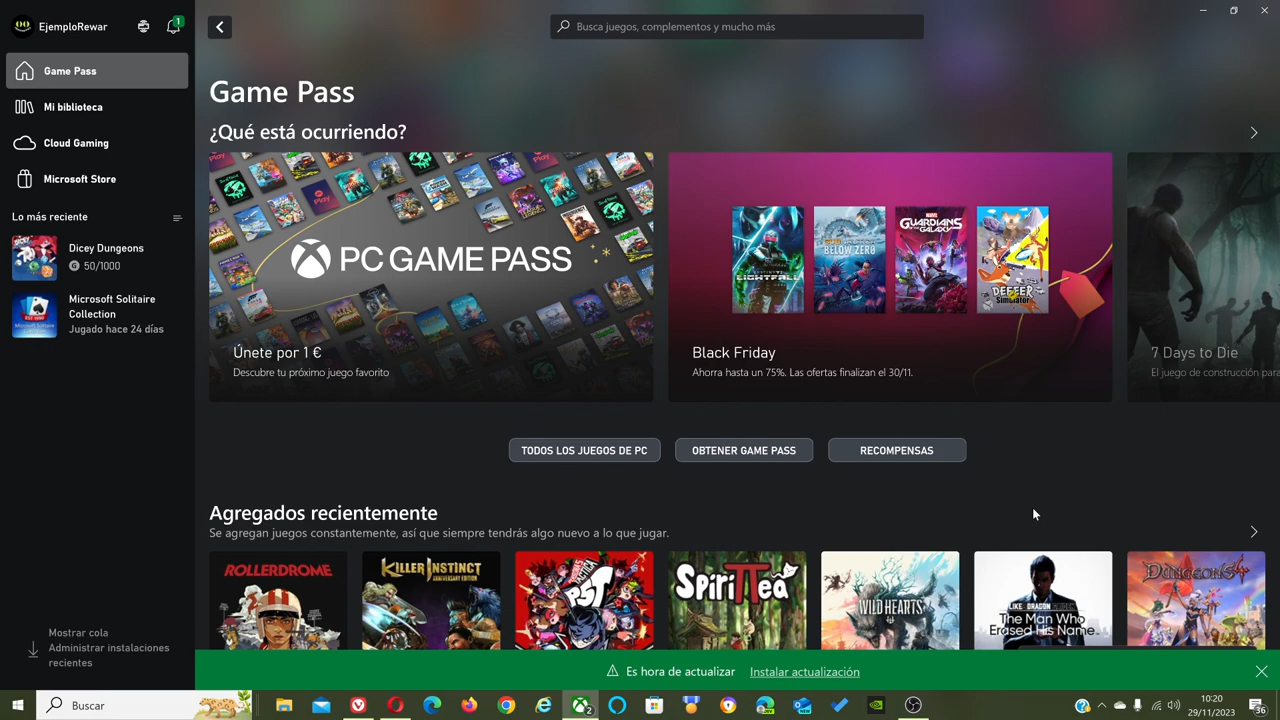 EjemploRewar
1
Busca juegos, complementos y mucho más
Game Pass
Mi biblioteca
Cloud Gaming
Microsoft Store
Lo más reciente
Dicey Dungeons
G 50/1000
Microsoft Solitaire
Collection
Jugado hace 24 días
Mostrar cola
Administrar instalaciones
recientes
Game Pass
¿Qué está ocurriendo?
PC GAME PASS
Únete por 1 €
Descubre tu próximo juego favorito
LIGHTFALL
BELOW ZERO
MARVEL
GUARDIANS
GALAXY
DEEEER
Simulator
Black Friday
Ahorra hasta un 75%. Las ofertas finalizan el 30/11.
7 Days to Die
El juego de construcción para
TODOS LOS JUEGOS DE PC
OBTENER GAME PASS
RECOMPENSAS
Agregados recientemente
Se agregan juegos constantemente, así que siempre tendrás algo nuevo a lo que jugar.
ROLLERDROME
KILLER INSTINCT
ANNIVERSARY EDITION
P5T
SpiriTea
WILD HEARTS
LIKE A DRAGON GAIDEN
The Man Who
Erased His Name
DUNGEONS 4
Es hora de actualizar
Instalar actualización
Buscar
2
10:20
29/11/2023
36